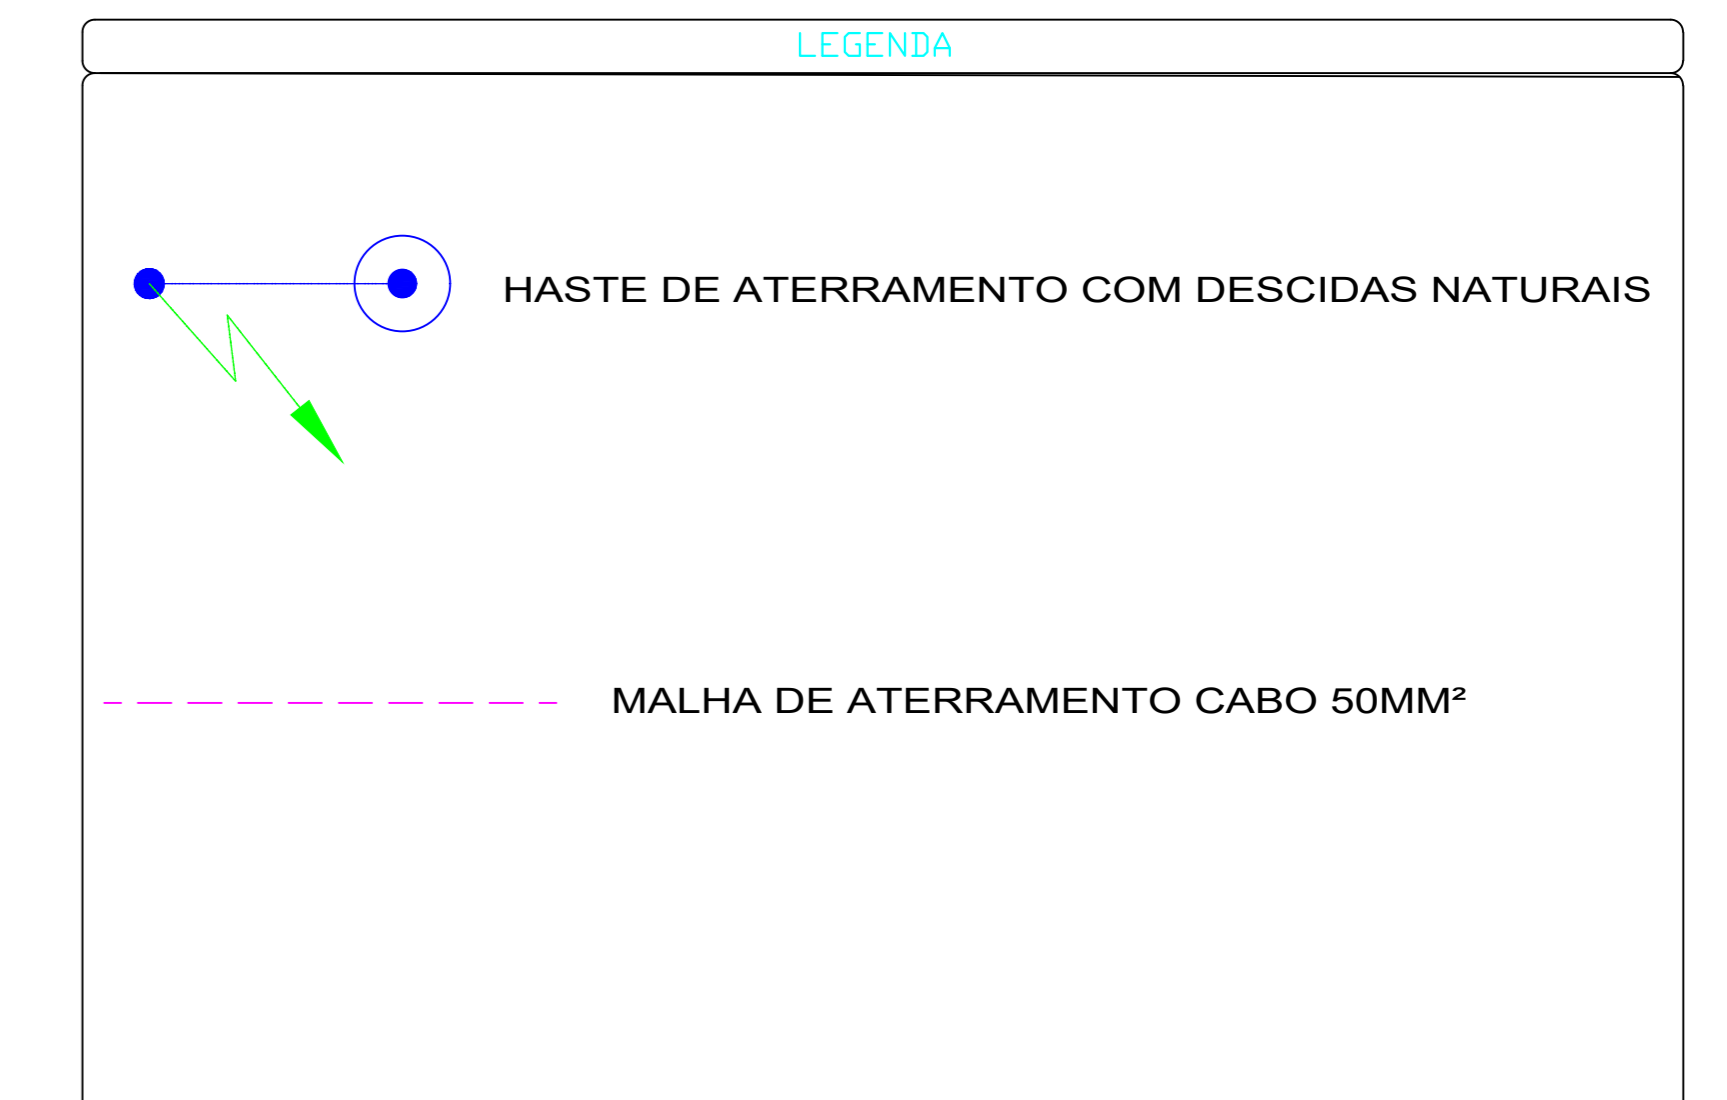 LEGENDA
HASTE DE ATERRAMENTO COM DESCIDAS NATURAIS
MALHA DE ATERRAMENTO CABO 50MM²